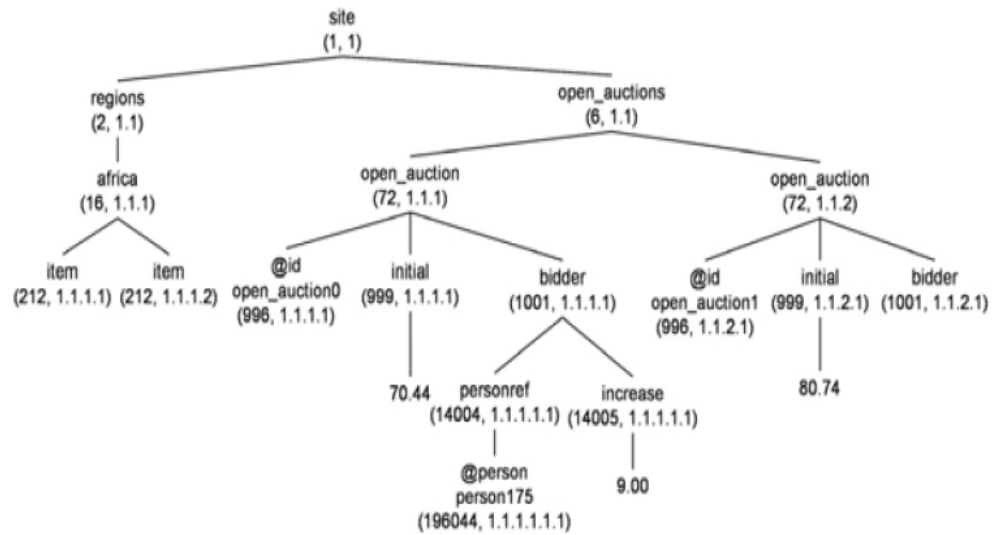 site
(1, 1)
regions
(2, 1.1)
open_auctions
(6, 1.1)
africa
(16, 1.1.1)
open_auction
(72, 1.1.1)
open_auction
(72, 1.1.2)
item
(212, 1.1.1.1)
item
(212, 1.1.1.2)
@id
open_auction0
(996, 1.1.1.1)
initial
(999, 1.1.1.1)
bidder
(1001, 1.1.1.1)
@id
open_auction1
(996, 1.1.2.1)
initial
(999, 1.1.2.1)
bidder
(1001, 1.1.2.1)
70.44
personref
(14004, 1.1.1.1.1)
increase
(14005, 1.1.1.1.1)
80.74
@person
person175
(196044, 1.1.1.1.1.1)
9.00